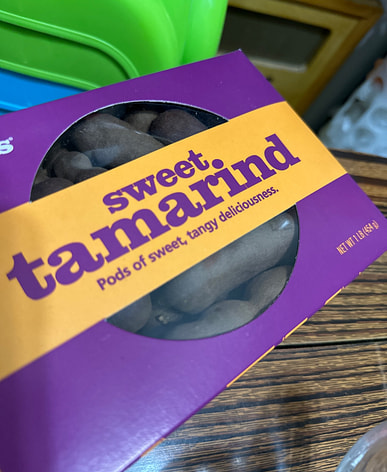 sweet
tamarind
Pods of sweet, tangy deliciousness.
NET WT 1 LB (454 g)